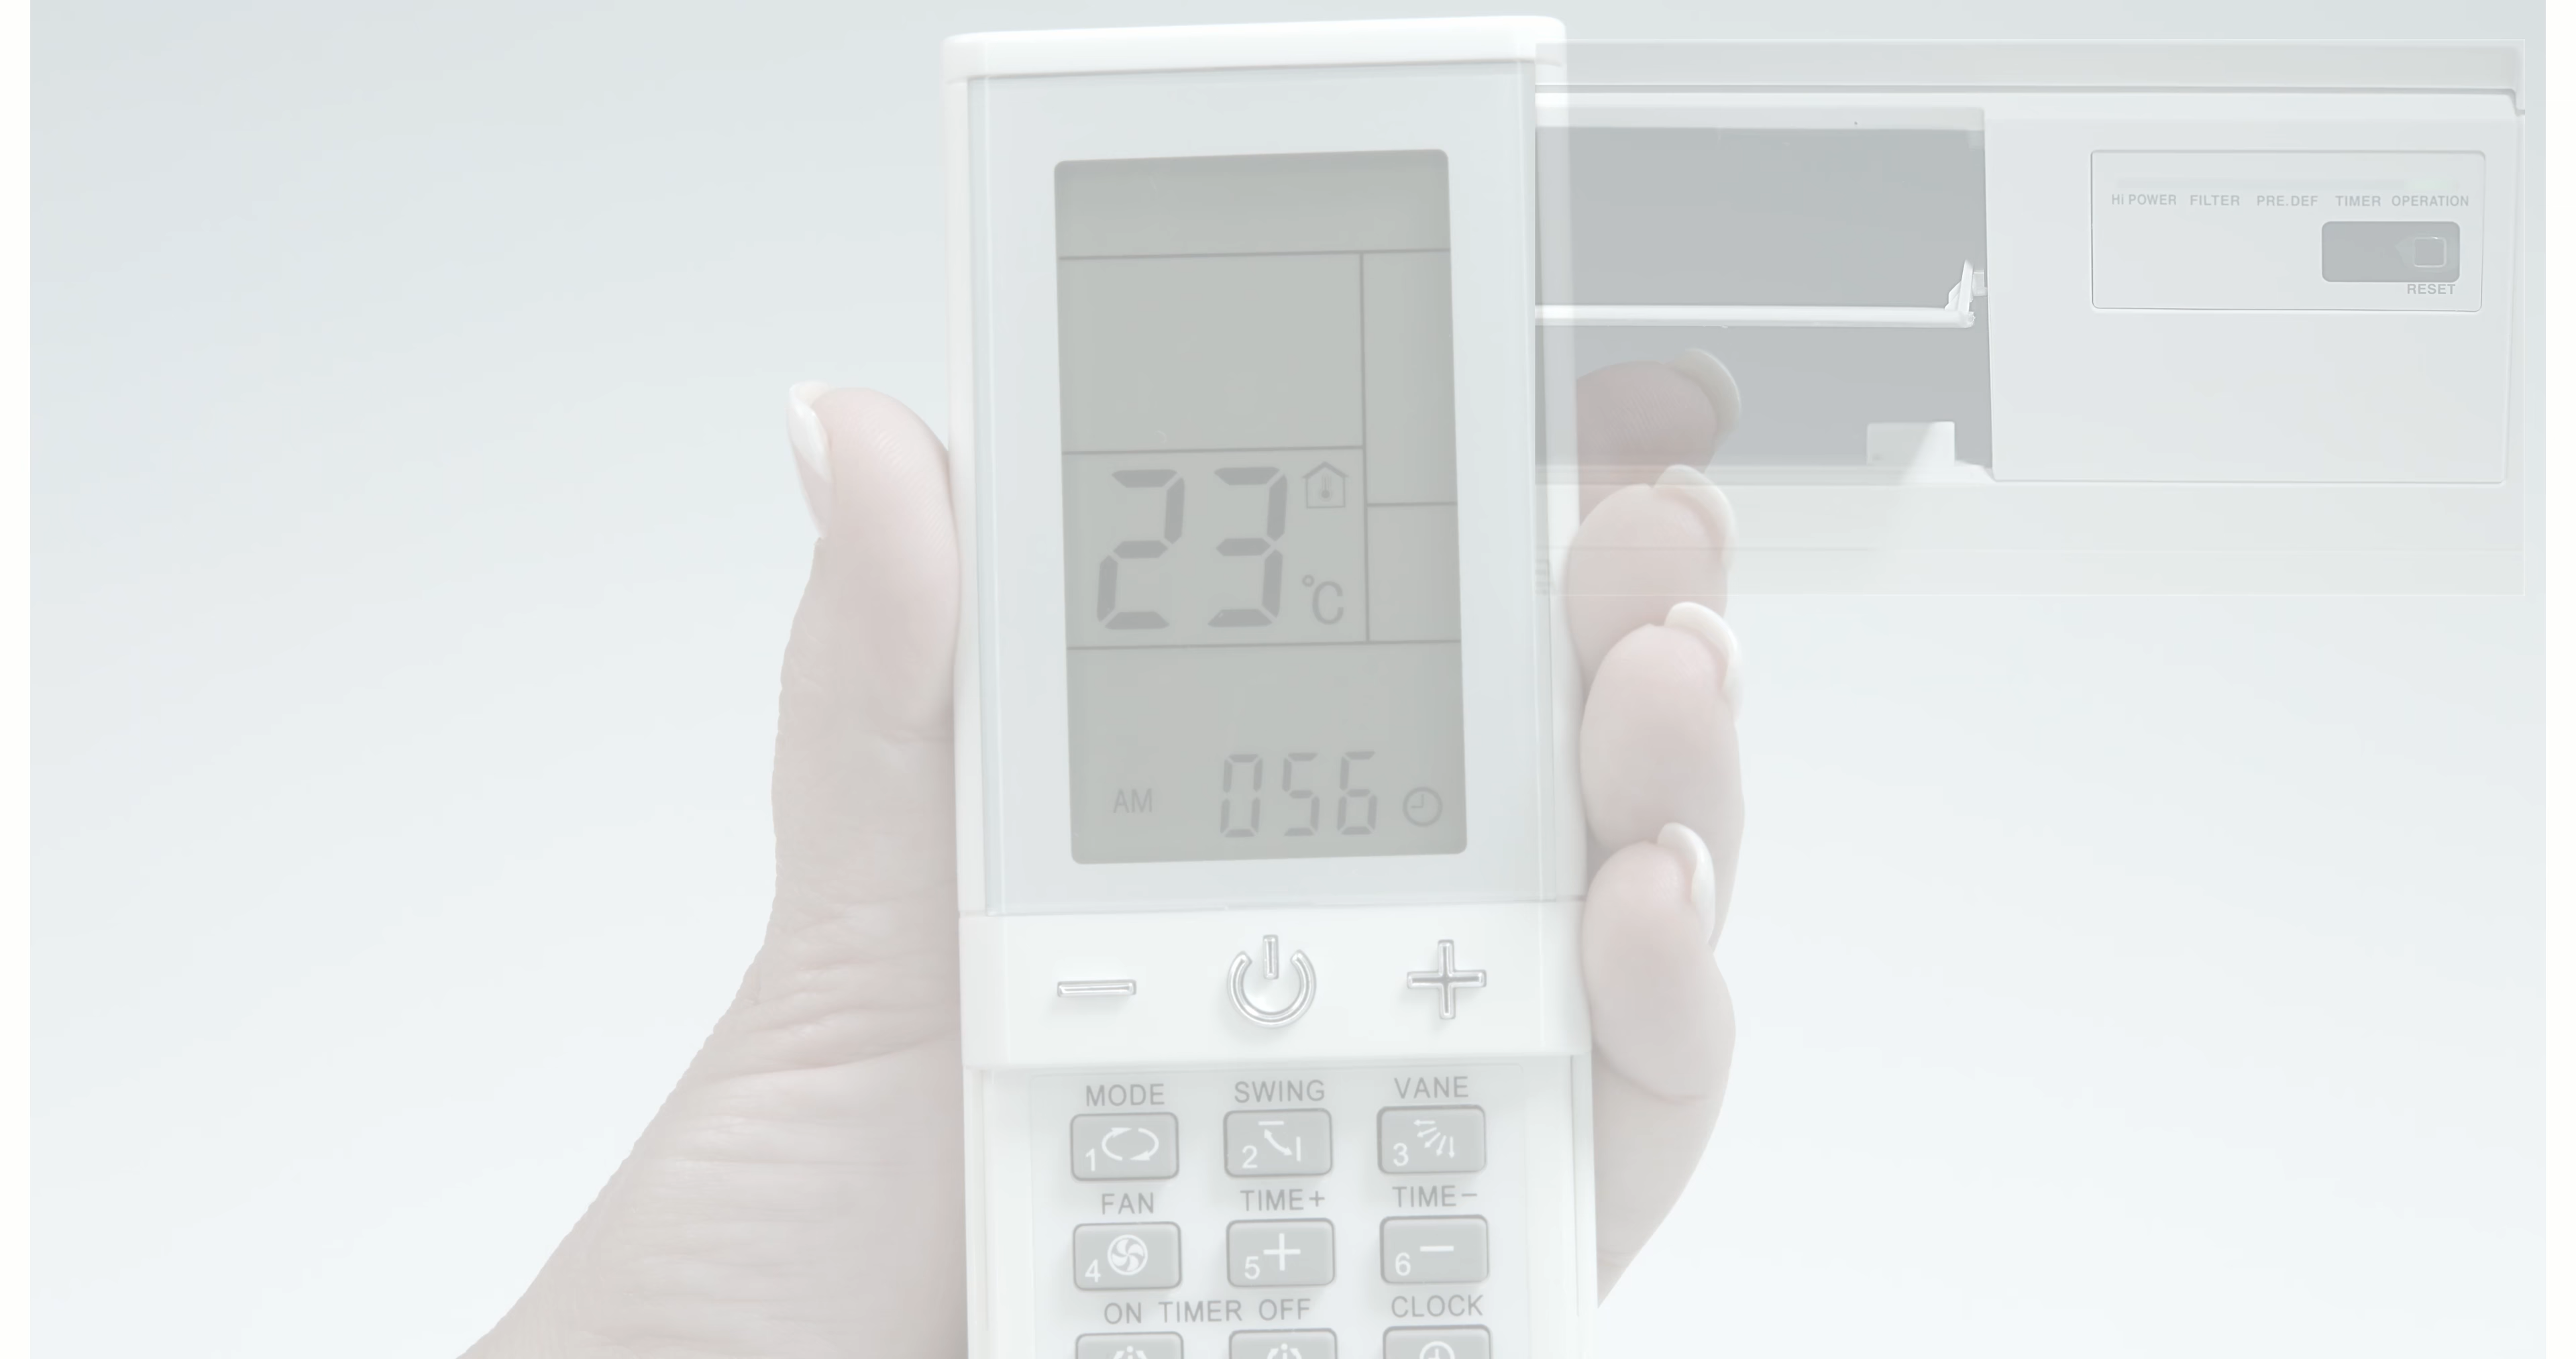 Hi POWER FILTER PRE.DEF TIMER OPERATION
RESET
23 °C
AM 056
MODE SWING VANE
1 2 3
FAN TIME+ TIME−
4 5 6
ON TIMER OFF CLOCK